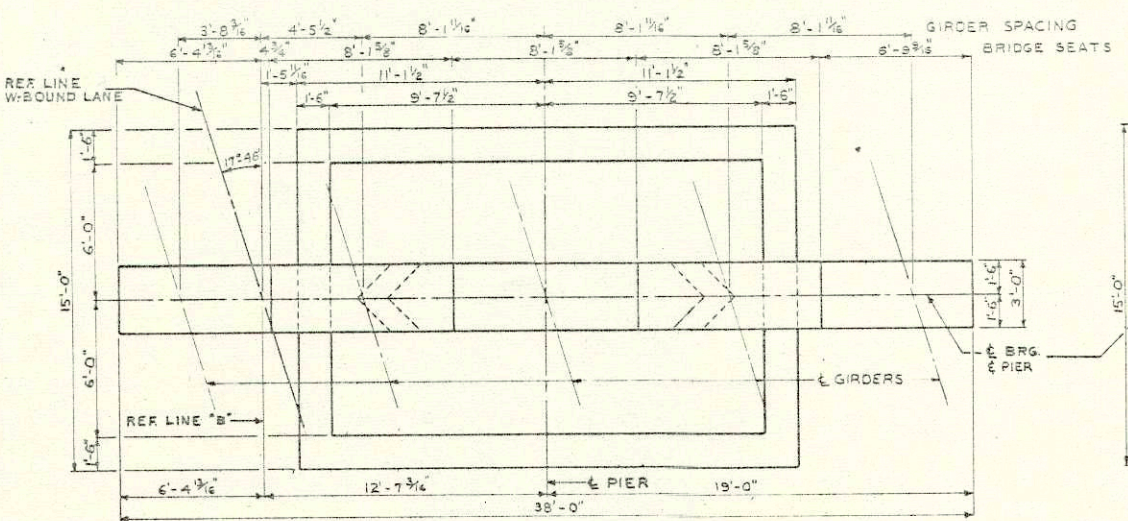 3'-8 3/16" 4'-5 1/2" 8'-1 11/16" 8'-1 11/16" 8'-1 11/16" GIRDER SPACING
6'-4 13/16" 4 3/4" 8'-1 5/8" 8'-1 5/8" 8'-1 5/8" 6'-9 9/16" BRIDGE SEATS
REF. LINE
W-BOUND LANE
1'-5 11/16" 11'-1 1/2" 11'-1 1/2"
1'-6" 9'-7 1/2" 9'-7 1/2" 1'-6"
17°46'
1'-6"
6'-0"
15'-0"
6'-0"
1'-6"
1'-6"
1'-6"
3'-0"
15'-0"
℄ BRG.
& PIER
℄ GIRDERS
REF. LINE "B"
6'-4 13/16" 12'-7 3/16" ℄ PIER 19'-0"
38'-0"